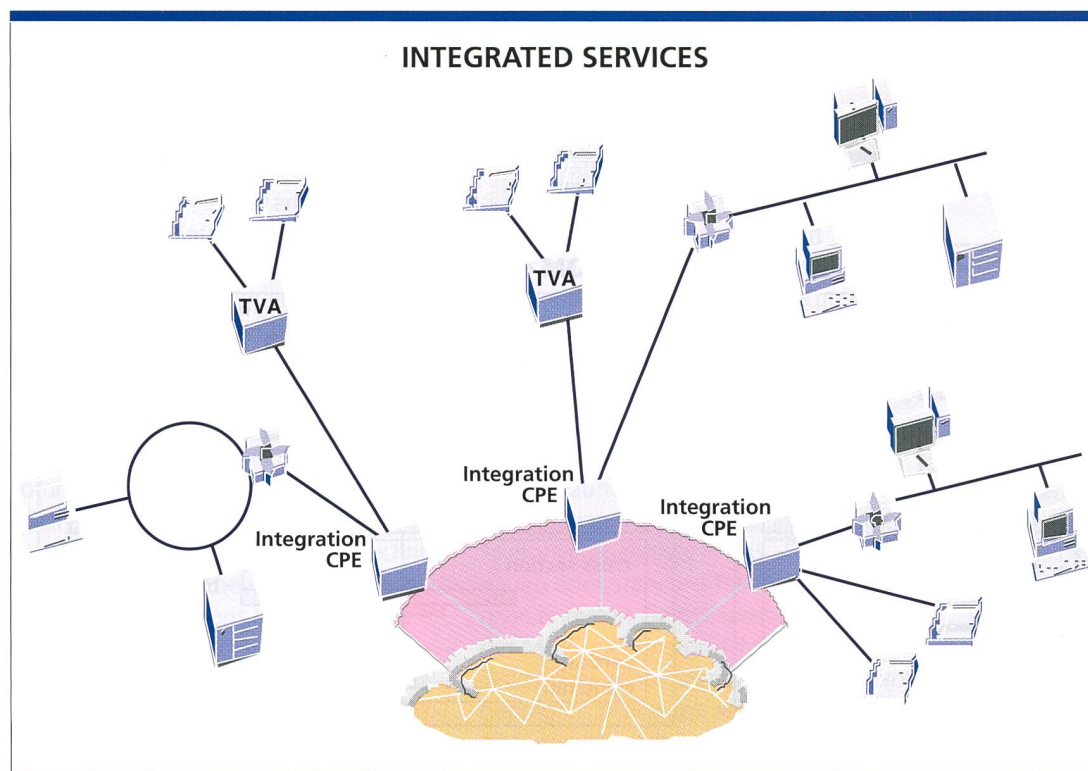 INTEGRATED SERVICES
TVA
TVA
Integration
CPE
Integration
CPE
Integration
CPE